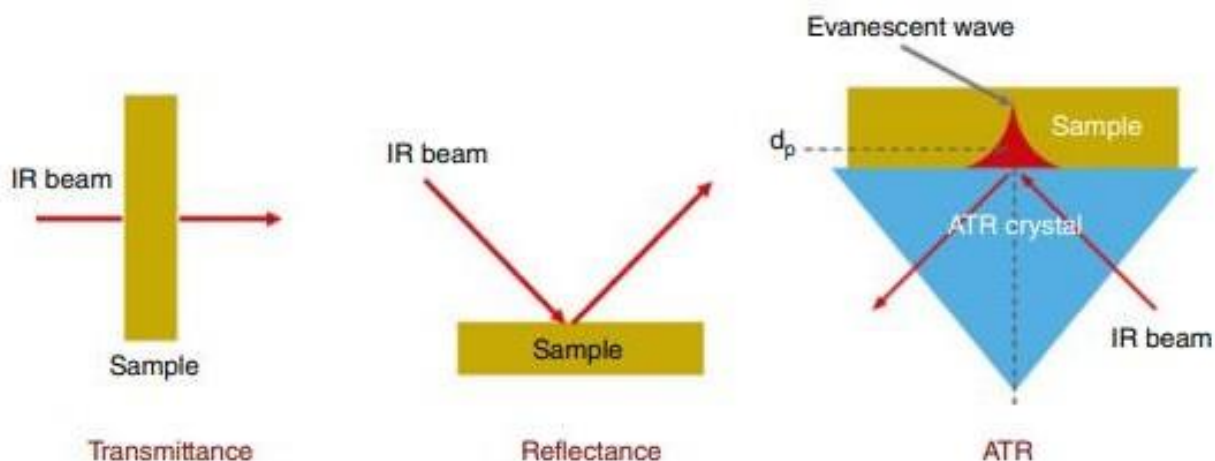 IR beam
Sample
Transmittance
IR beam
Sample
Reflectance
Evanescent wave
Sample
dp
ATR crystal
IR beam
ATR